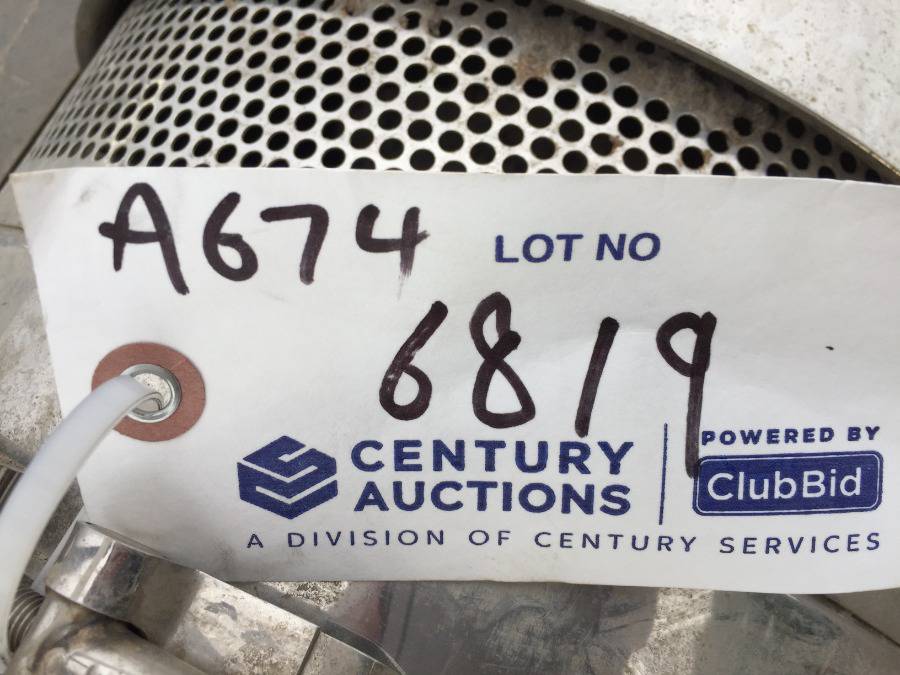 A674 LOT NO
6819
CENTURY AUCTIONS
POWERED BY
ClubBid
A DIVISION OF CENTURY SERVICES